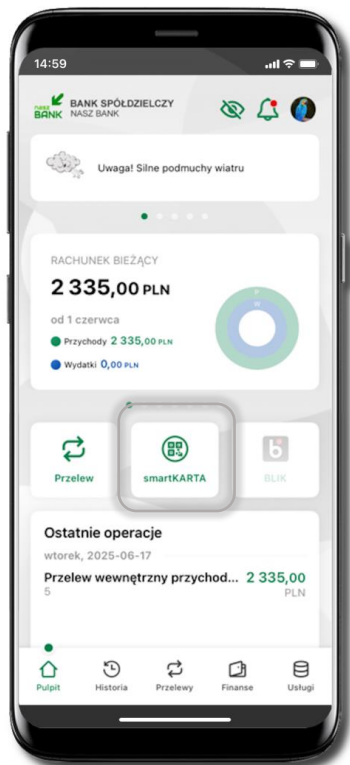 14:59
nasz
BANK
BANK SPÓŁDZIELCZY
NASZ BANK
Uwaga! Silne podmuchy wiatru
RACHUNEK BIEŻĄCY
2 335,00 PLN
od 1 czerwca
Przychody 2 335,00 PLN
Wydatki 0,00 PLN
P
W
Przelew
smartKARTA
BLIK
Ostatnie operacje
wtorek, 2025-06-17
Przelew wewnętrzny przychod... 2 335,00
5 PLN
Pulpit
Historia
Przelewy
Finanse
Usługi